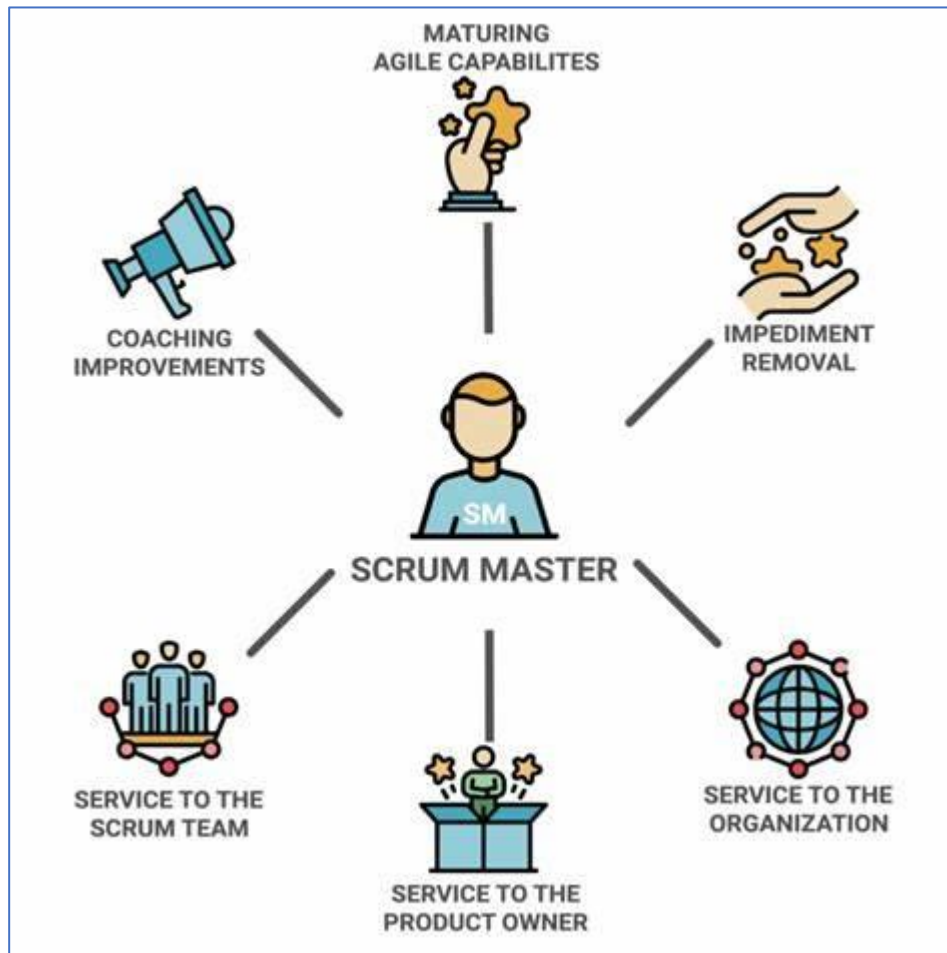 MATURING
AGILE CAPABILITES
COACHING
IMPROVEMENTS
IMPEDIMENT
REMOVAL
SM
SCRUM MASTER
SERVICE TO THE
SCRUM TEAM
SERVICE TO THE
PRODUCT OWNER
SERVICE TO THE
ORGANIZATION